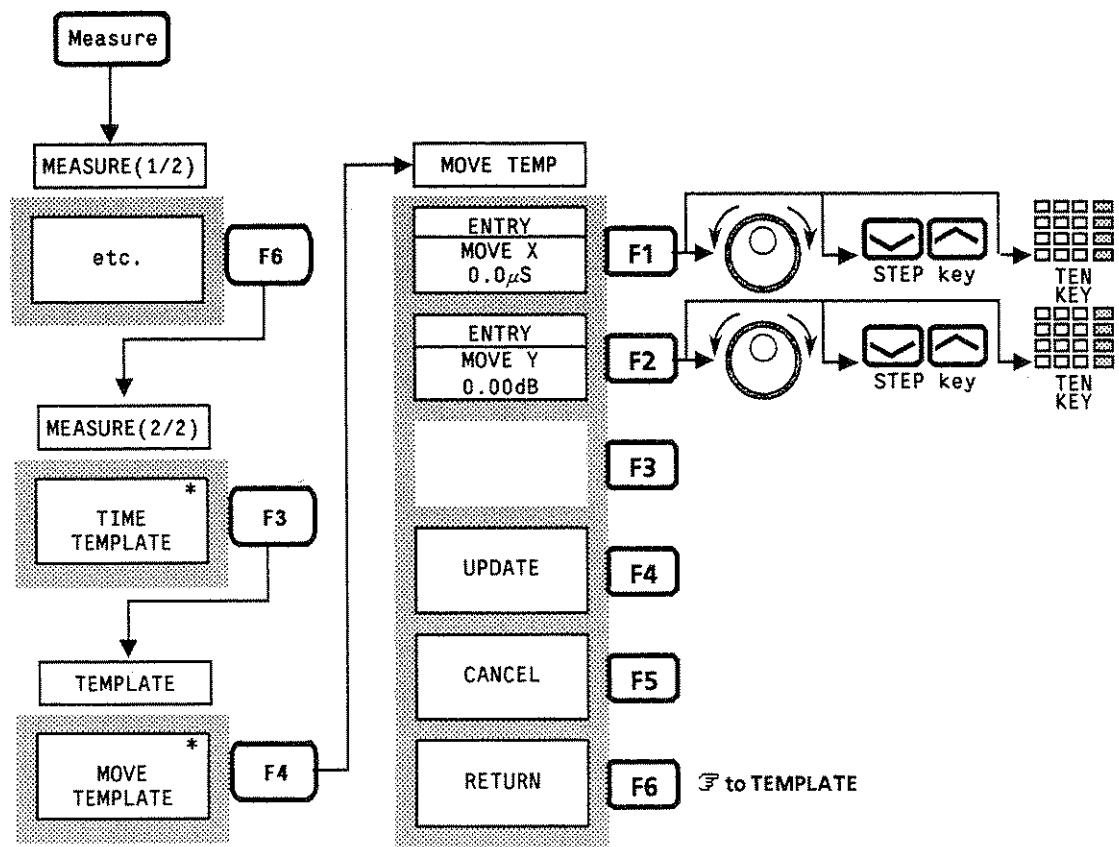 Measure
MEASURE(1/2)
etc.
F6
MEASURE(2/2)
*
TIME
TEMPLATE
F3
TEMPLATE
*
MOVE
TEMPLATE
F4
MOVE TEMP
ENTRY
MOVE X
0.0μS
F1
STEP key
TEN
KEY
ENTRY
MOVE Y
0.00dB
F2
STEP key
TEN
KEY
F3
UPDATE
F4
CANCEL
F5
RETURN
F6
☞ to TEMPLATE